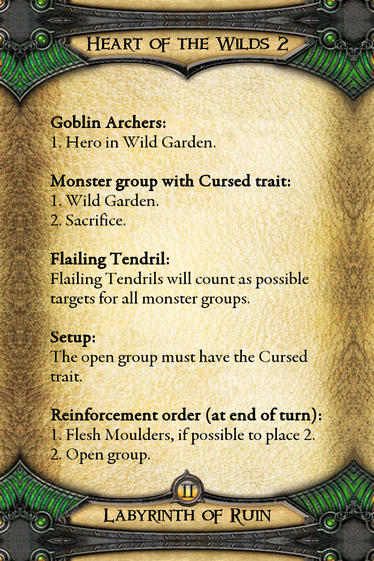 Heart of the Wilds 2
Goblin Archers:
1. Hero in Wild Garden.
Monster group with Cursed trait:
1. Wild Garden.
2. Sacrifice.
Flailing Tendril:
Flailing Tendrils will count as possible
targets for all monster groups.
Setup:
The open group must have the Cursed
trait.
Reinforcement order (at end of turn):
1. Flesh Moulders, if possible to place 2.
2. Open group.
II
Labyrinth of Ruin